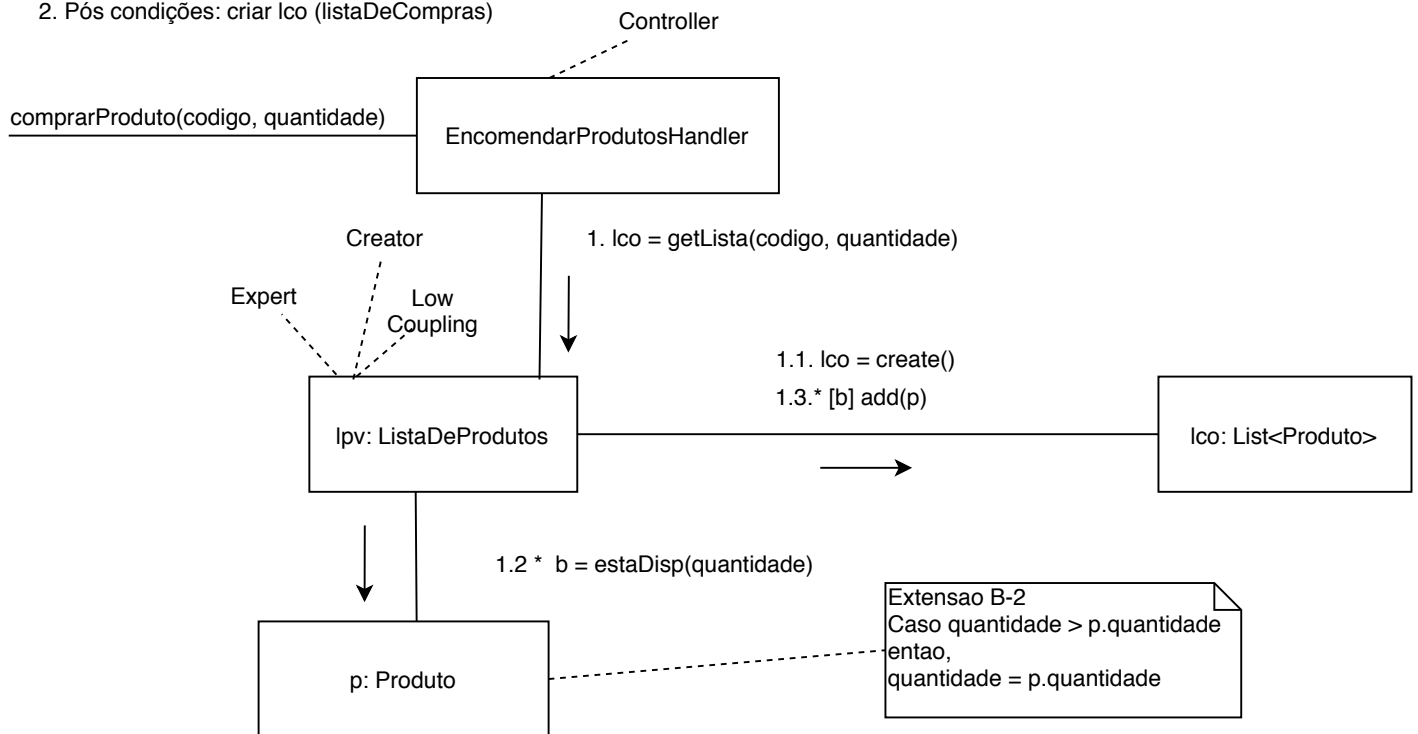 2. Pós condições: criar lco (listaDeCompras)
Controller
comprarProduto(codigo, quantidade)
EncomendarProdutosHandler
Creator
1. lco = getLista(codigo, quantidade)
Expert
Low
Coupling
1.1. lco = create()
1.3.* [b] add(p)
lpv: ListaDeProdutos
lco: List<Produto>
1.2 * b = estaDisp(quantidade)
Extensao B-2
Caso quantidade > p.quantidade
entao,
quantidade = p.quantidade
p: Produto